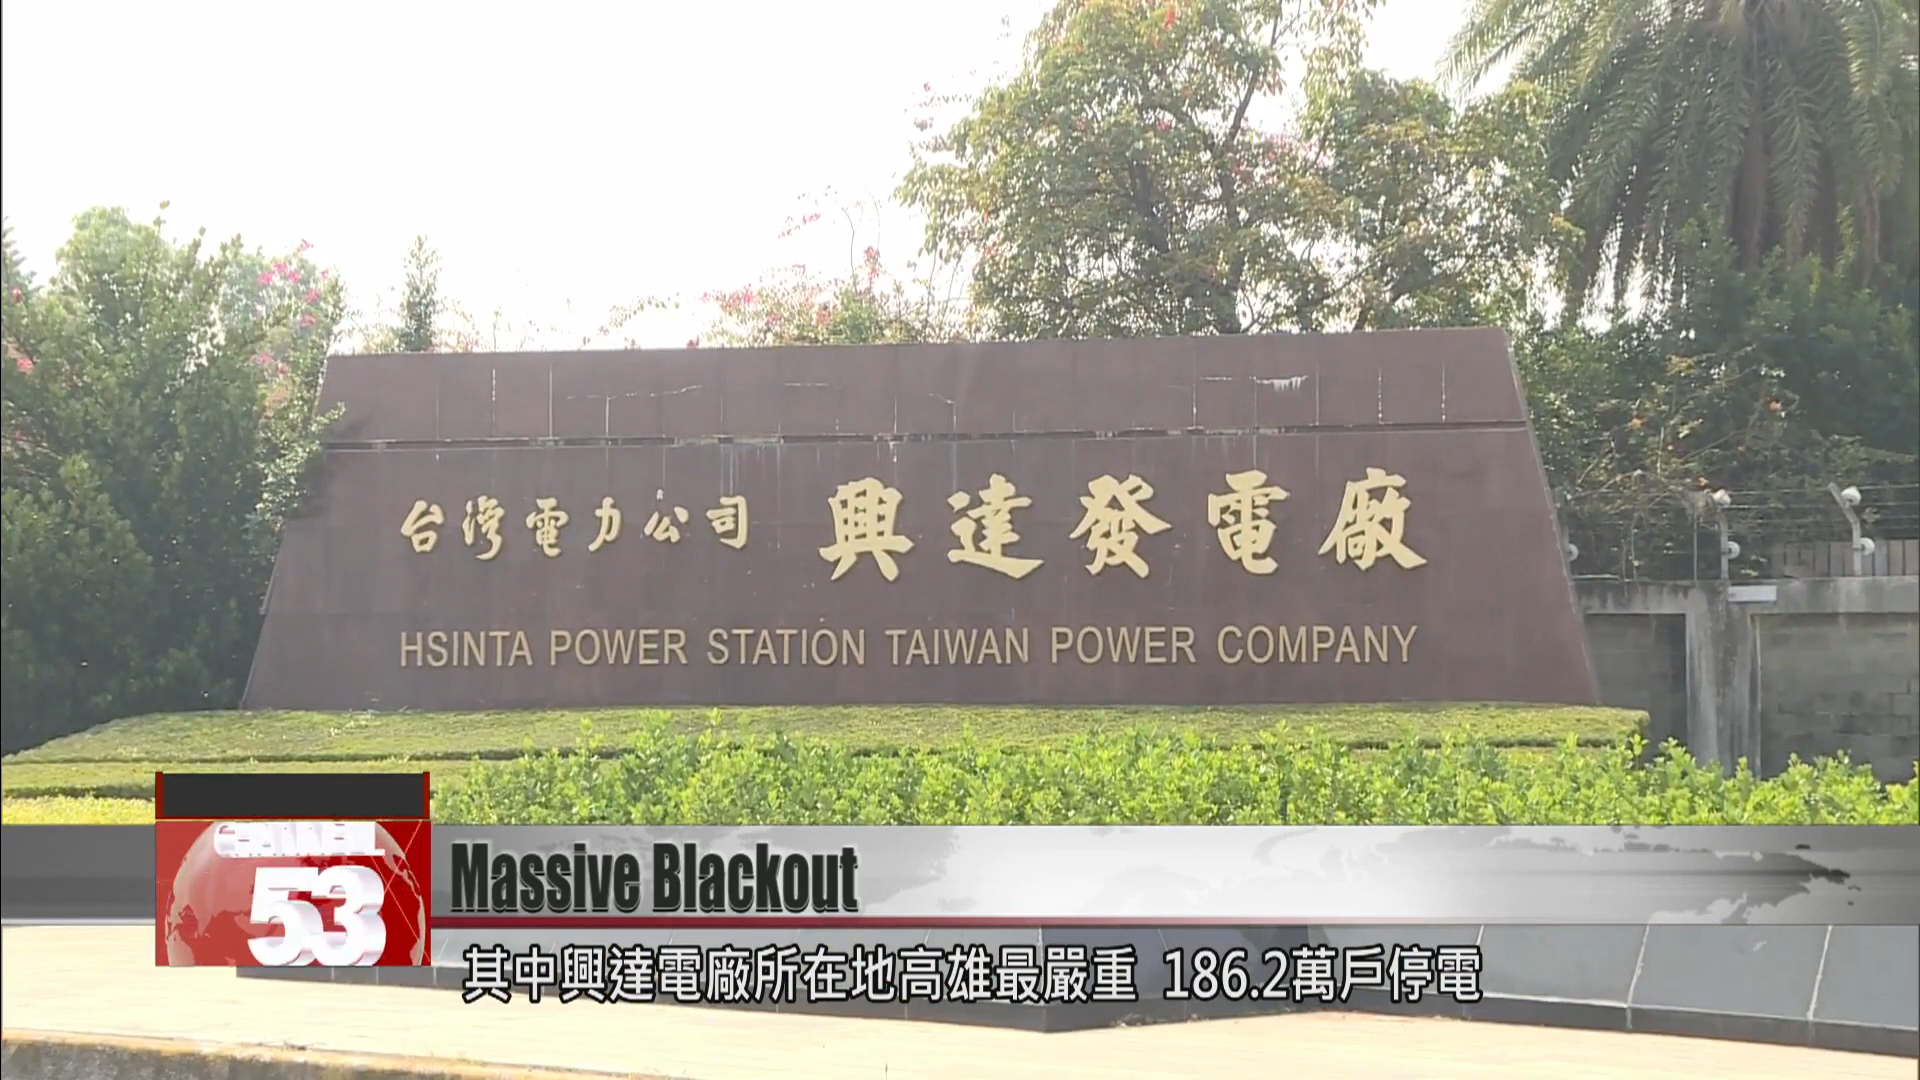 台灣電力公司 興達發電廠
HSINTA POWER STATION TAIWAN POWER COMPANY
CHANNEL
53
Massive Blackout
其中興達電廠所在地高雄最嚴重 186.2萬戶停電